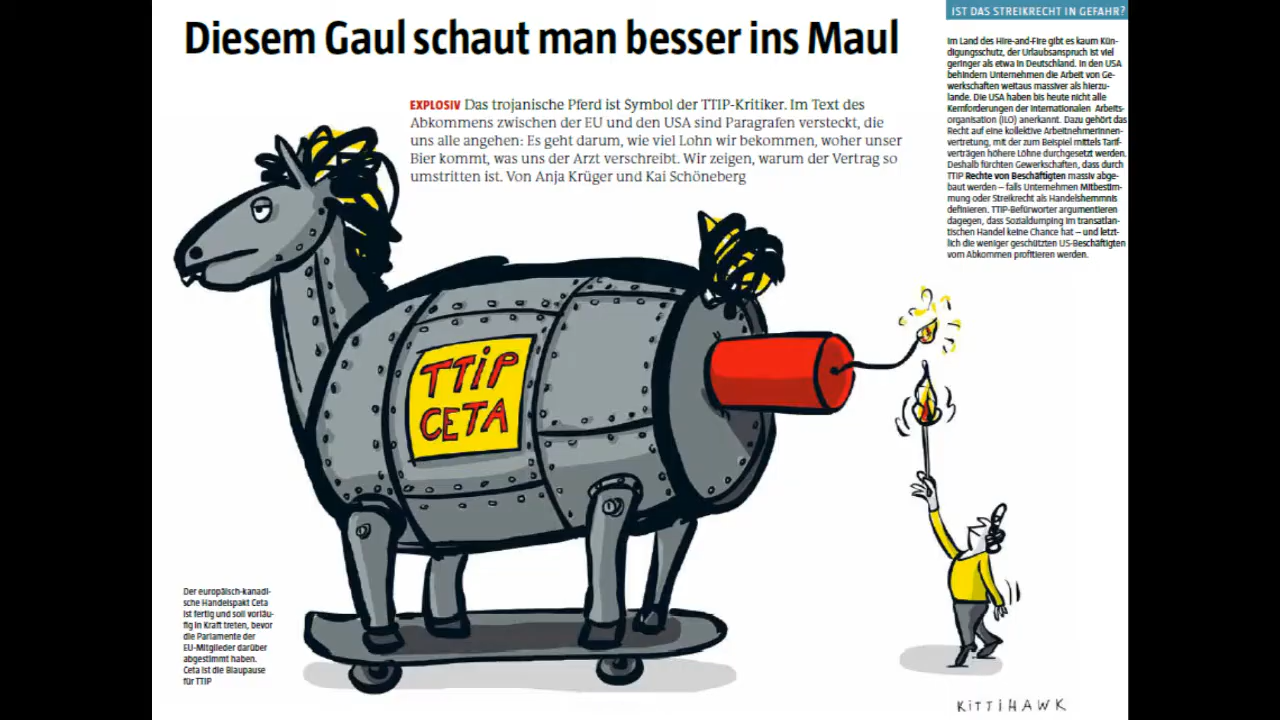 Diesem Gaul schaut man besser ins Maul
EXPLOSIV Das trojanische Pferd ist Symbol der TTIP-Kritiker. Im Text des
Abkommens zwischen der EU und den USA sind Paragrafen versteckt, die
uns alle angehen: Es geht darum, wie viel Lohn wir bekommen, woher unser
Bier kommt, was uns der Arzt verschreibt. Wir zeigen, warum der Vertrag so
umstritten ist. Von Anja Krüger und Kai Schöneberg
IST DAS STREIKRECHT IN GEFAHR?
Im Land des Hire-and-Fire gibt es kaum Kün-
digungsschutz, der Urlaubsanspruch ist viel
geringer als etwa in Deutschland. In den USA
behindern Unternehmen die Arbeit von Ge-
werkschaften weitaus massiver als hierzu-
lande. Die USA haben bis heute nicht alle
Kernforderungen der Internationalen Arbeits-
organisation (ILO) anerkannt. Dazu gehört das
Recht auf eine kollektive ArbeitnehmerInnen-
vertretung, mit der zum Beispiel mittels Tarif-
verträgen höhere Löhne durchgesetzt werden.
Deshalb fürchten Gewerkschaften, dass durch
TTIP Rechte von Beschäftigten massiv abge-
baut werden – falls Unternehmen Mitbestim-
mung oder Streikrecht als Handelshemmnis
definieren. TTIP-Befürworter argumentieren
dagegen, dass Sozialdumping im transatlan-
tischen Handel keine Chance hat – und letzt-
lich die weniger geschützten US-Beschäftigten
vom Abkommen profitieren werden.
TTIP
CETA
Der europäisch-kanadi-
sche Handelspakt Ceta
ist fertig und soll vorläu-
fig in Kraft treten, bevor
die Parlamente der
EU-Mitglieder darüber
abgestimmt haben.
Ceta ist die Blaupause
für TTIP
KITTIHAWK